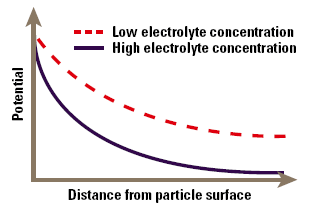 Low electrolyte concentration
High electrolyte concentration
Potential
Distance from particle surface